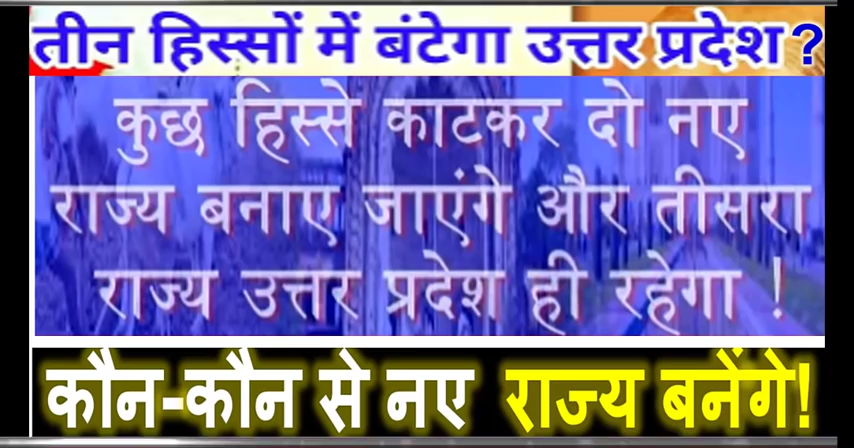 तीन हिस्सों में बंटेगा उत्तर प्रदेश?
कुछ हिस्से काटकर दो नए
राज्य बनाए जाएंगे और तीसरा
राज्य उत्तर प्रदेश ही रहेगा !
कौन-कौन से नए राज्य बनेंगे!